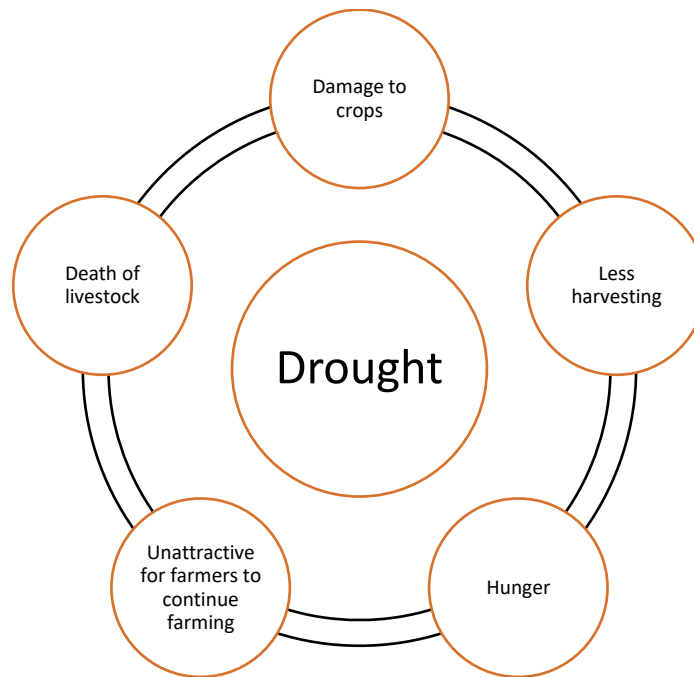 Damage to
crops
Less
harvesting
Hunger
Unattractive
for farmers to
continue
farming
Death of
livestock
Drought